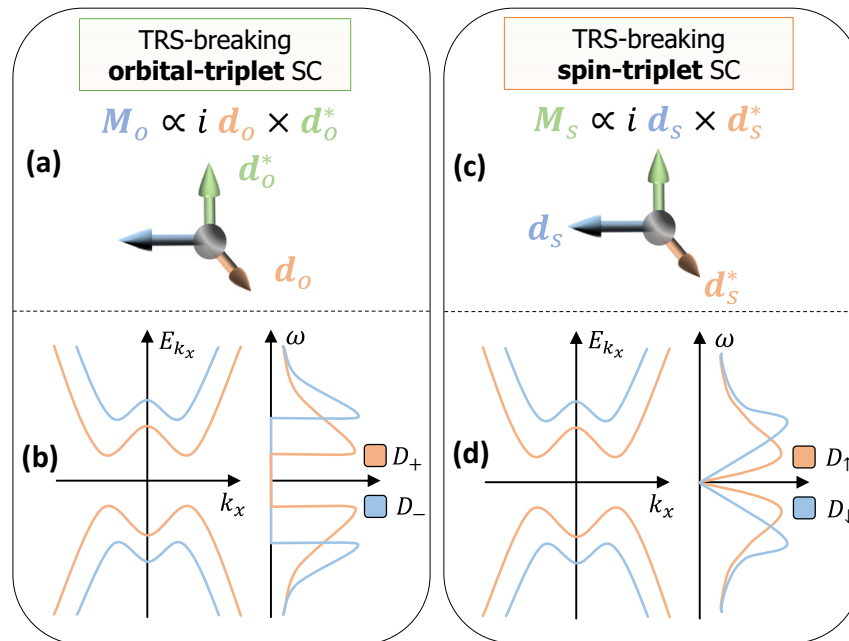 TRS-breaking
orbital-triplet SC
M_o ∝ i d_o × d_o^*
(a)
d_o^*
d_o
E_{k_x}
ω
(b)
k_x
D_+
D_−
TRS-breaking
spin-triplet SC
M_s ∝ i d_s × d_s^*
(c)
d_s
d_s^*
E_{k_x}
ω
(d)
k_x
D_↑
D_↓